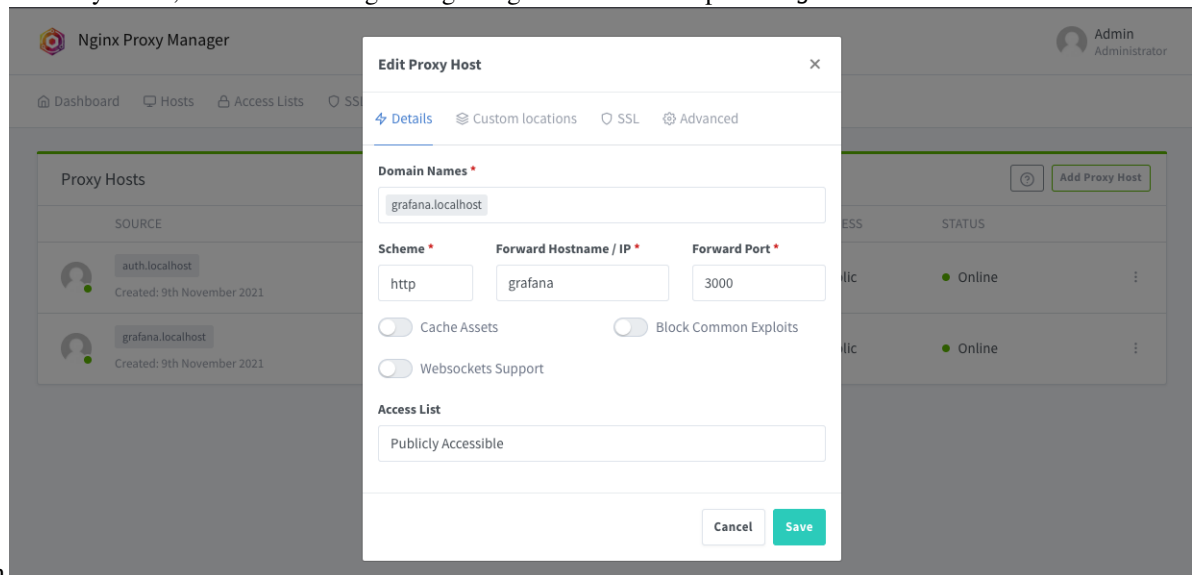 Nginx Proxy Manager
Admin
Administrator
Dashboard Hosts Access Lists SS
Edit Proxy Host
Details Custom locations SSL Advanced
Domain Names *
grafana.localhost
Scheme * Forward Hostname / IP * Forward Port *
http grafana 3000
Cache Assets Block Common Exploits
Websockets Support
Access List
Publicly Accessible
Cancel Save
Proxy Hosts
Add Proxy Host
SOURCE ESS STATUS
auth.localhost
Created: 9th November 2021
Online
grafana.localhost
Created: 9th November 2021
Online